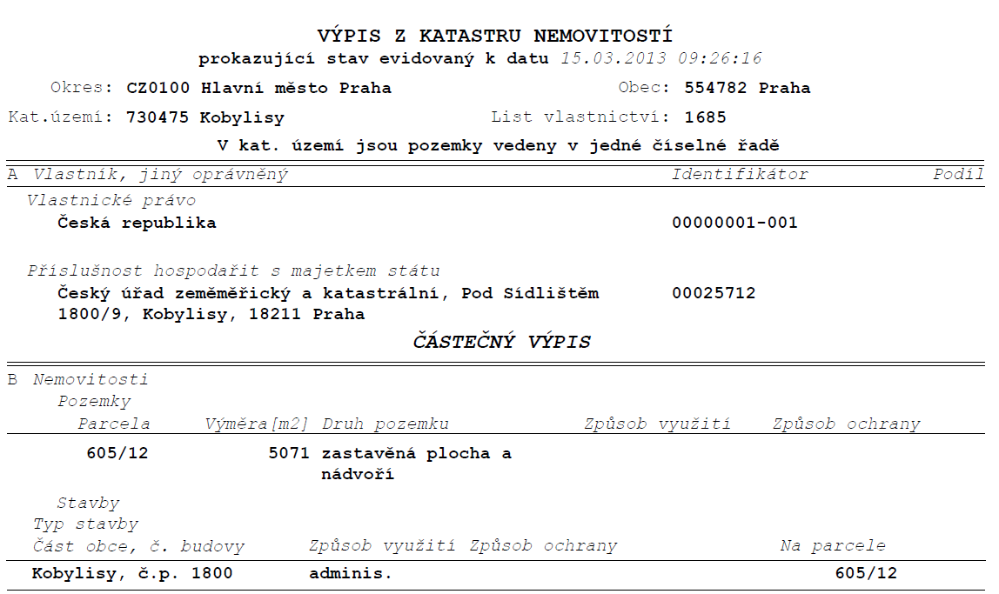 VÝPIS Z KATASTRU NEMOVITOSTÍ
prokazující stav evidovaný k datu 15.03.2013 09:26:16
Okres: CZ0100 Hlavní město Praha Obec: 554782 Praha
Kat.území: 730475 Kobylisy List vlastnictví: 1685
V kat. území jsou pozemky vedeny v jedné číselné řadě
A Vlastník, jiný oprávněný Identifikátor Podíl
Vlastnické právo
Česká republika 00000001-001
Příslušnost hospodařit s majetkem státu
Český úřad zeměměřický a katastrální, Pod Sídlištěm 00025712
1800/9, Kobylisy, 18211 Praha
ČÁSTEČNÝ VÝPIS
B Nemovitosti
Pozemky
Parcela Výměra[m2] Druh pozemku Způsob využití Způsob ochrany
605/12 5071 zastavěná plocha a
nádvoří
Stavby
Typ stavby
Část obce, č. budovy Způsob využití Způsob ochrany Na parcele
Kobylisy, č.p. 1800 adminis. 605/12